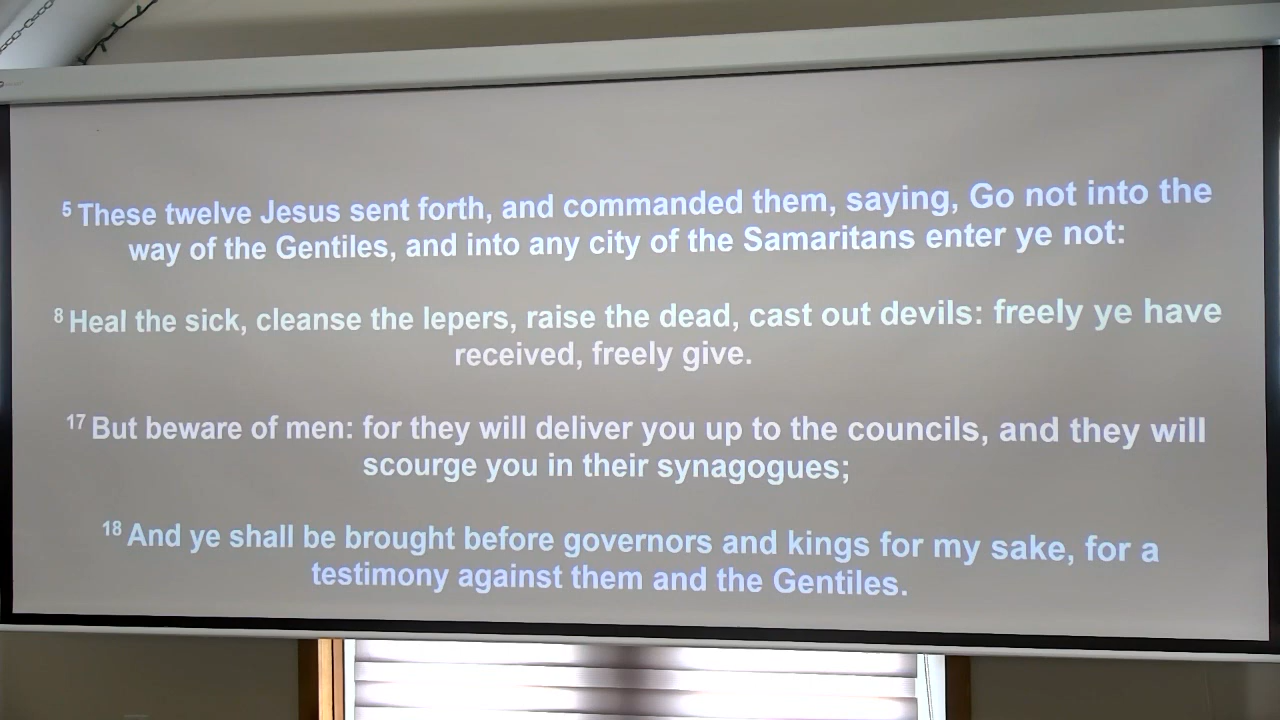 5 These twelve Jesus sent forth, and commanded them, saying, Go not into the
way of the Gentiles, and into any city of the Samaritans enter ye not:
8 Heal the sick, cleanse the lepers, raise the dead, cast out devils: freely ye have
received, freely give.
17 But beware of men: for they will deliver you up to the councils, and they will
scourge you in their synagogues;
18 And ye shall be brought before governors and kings for my sake, for a
testimony against them and the Gentiles.